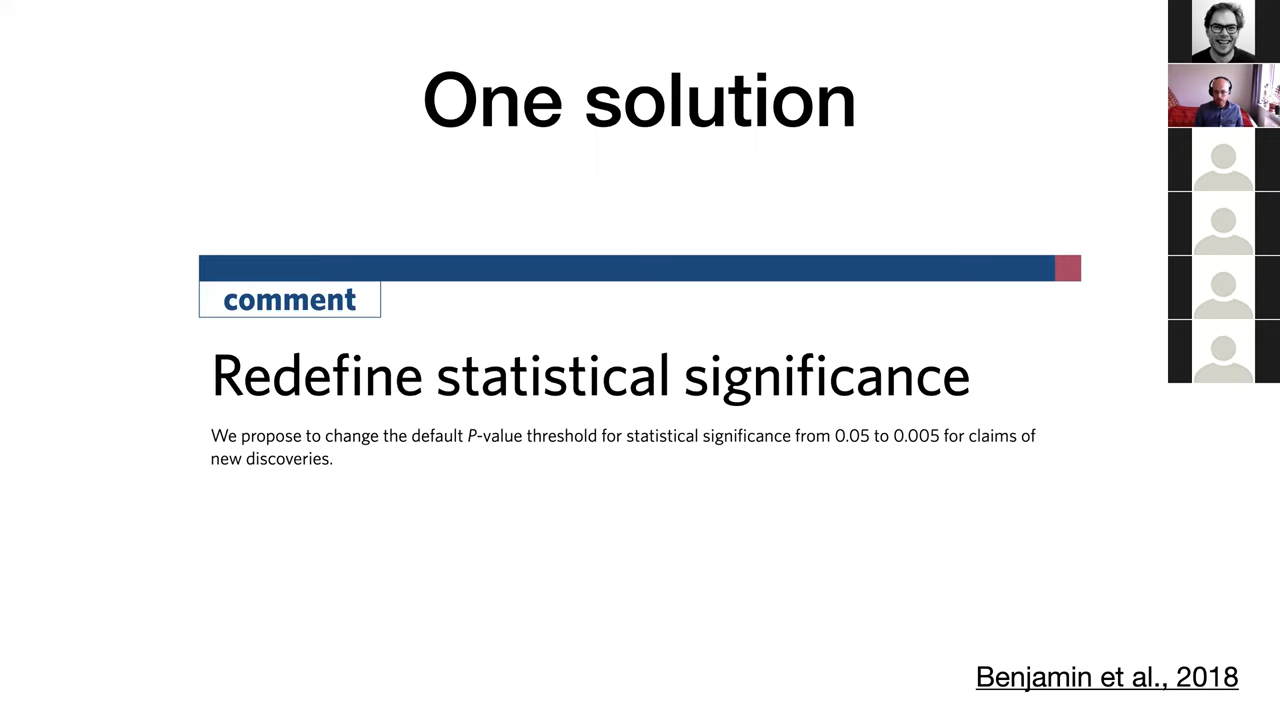 One solution
comment
Redefine statistical significance
We propose to change the default P-value threshold for statistical significance from 0.05 to 0.005 for claims of
new discoveries.
Benjamin et al., 2018